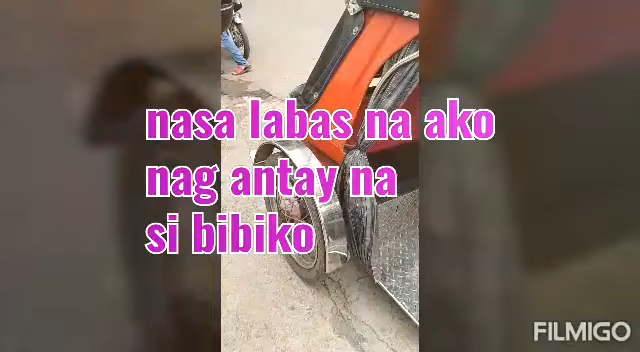 nasa labas na ako
nag antay na
si bibiko
FILMIGO